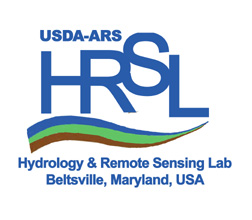 USDA-ARS
HRSL
Hydrology & Remote Sensing Lab
Beltsville, Maryland, USA